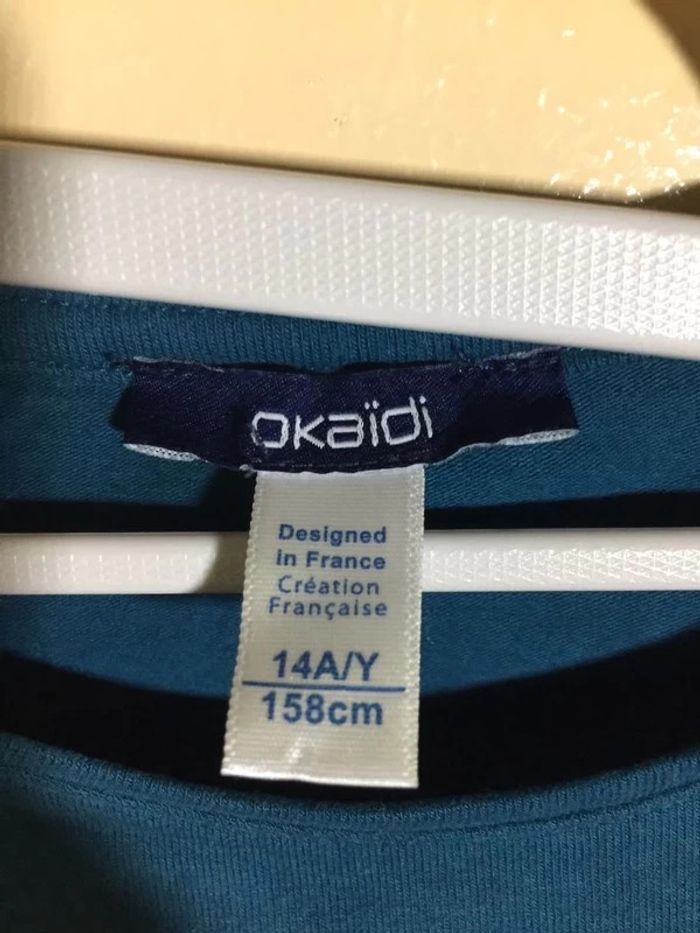 okaïdi
Designed
in France
Création
Française
14A/Y
158cm